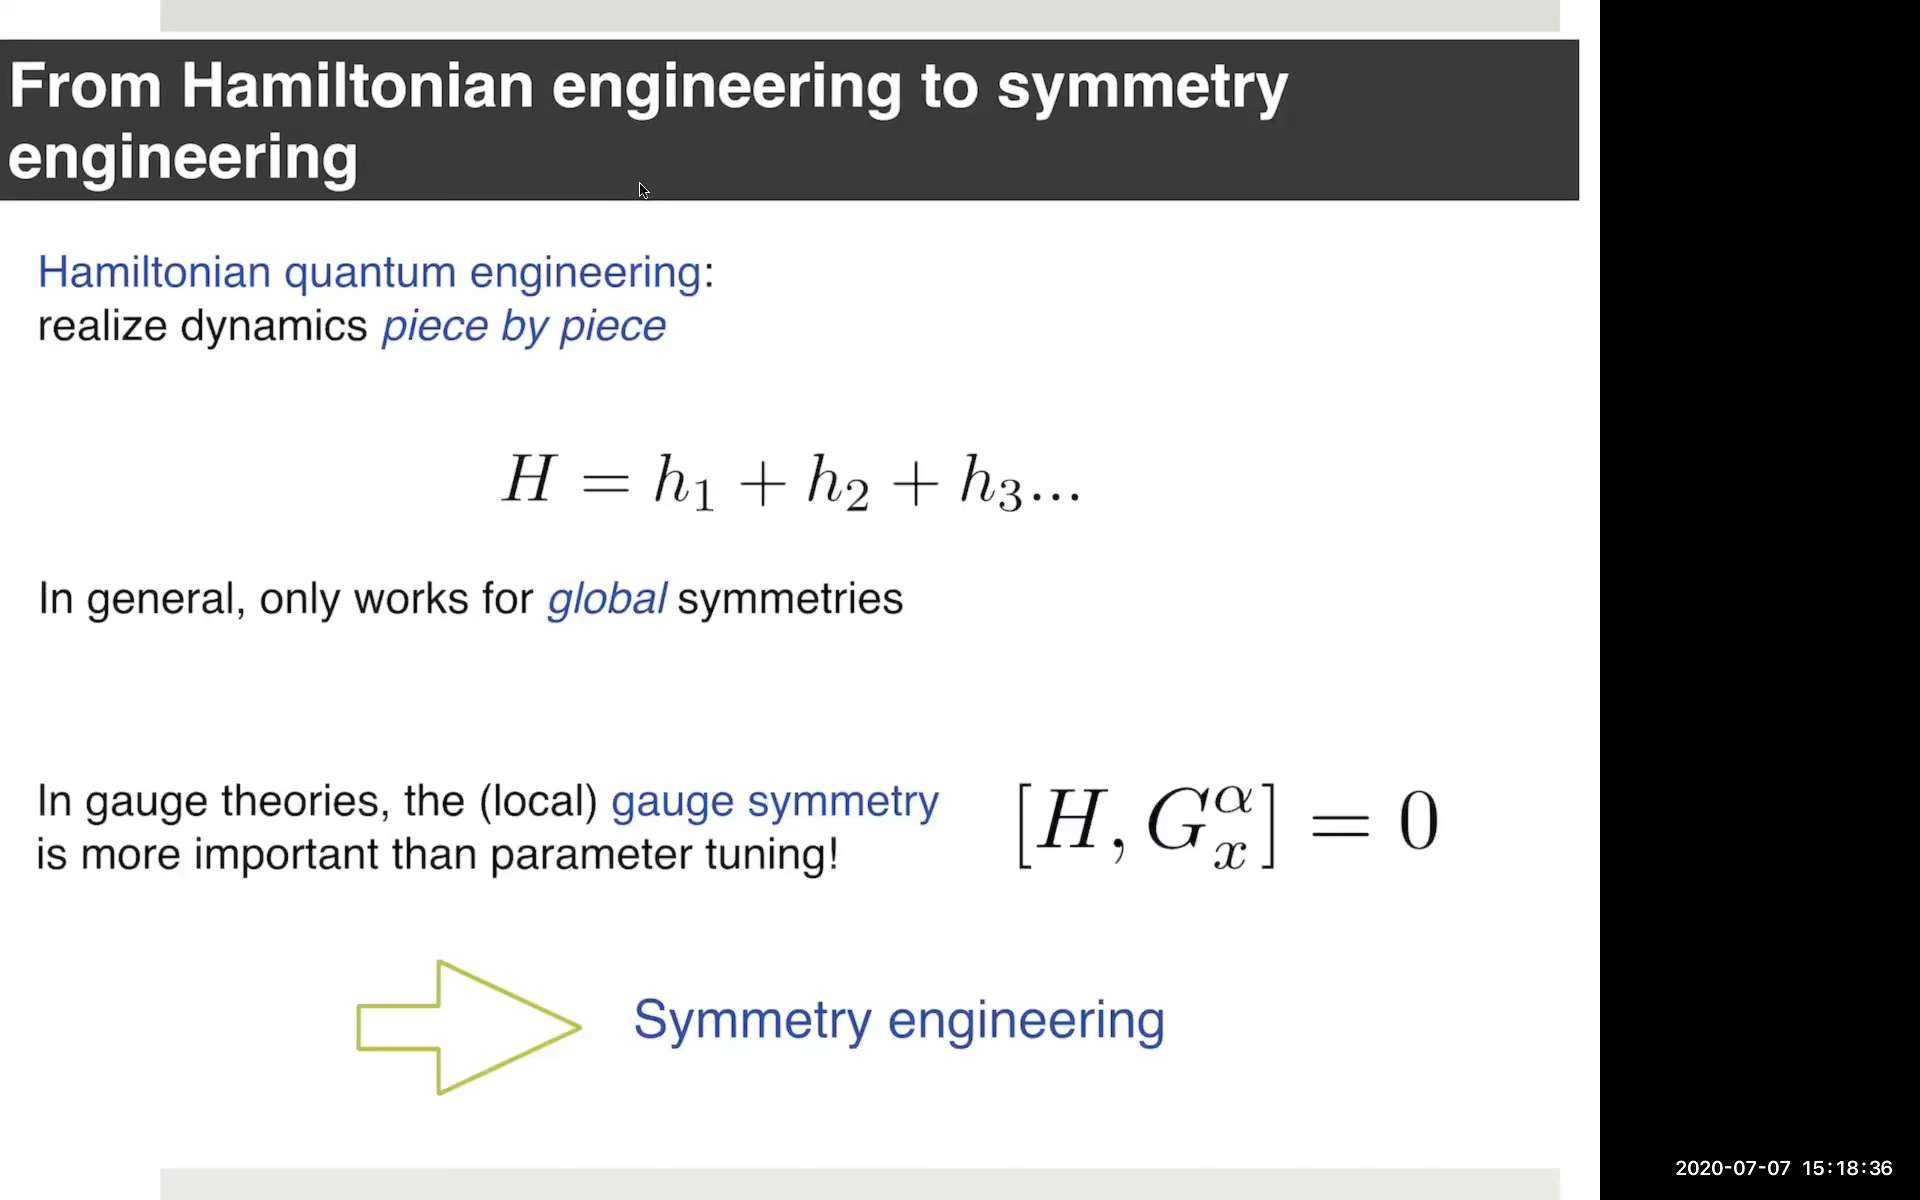 From Hamiltonian engineering to symmetry
engineering
Hamiltonian quantum engineering:
realize dynamics piece by piece
H = h₁ + h₂ + h₃...
In general, only works for global symmetries
In gauge theories, the (local) gauge symmetry
is more important than parameter tuning!
[H, G_x^α] = 0
Symmetry engineering
2020-07-07 15:18:36